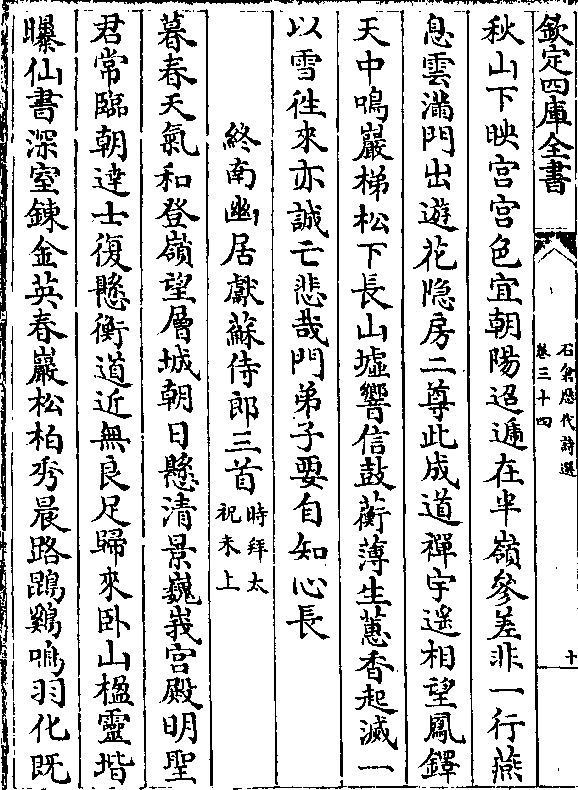 欽定四庫全書
石倉歷代詩選
卷三十四
十
秋山下映宫宫色宜朝陽迢遞在半嶺參差非一行燕
息雲滿門出遊花隐房二尊此成道禪宇遥相望鳳鐸
天中鳴巖梯松下長山墟響信鼓蘅薄生蕙香起滅一
以雪徃來亦誠亡悲哉門弟子要自知心長
終南幽居獻蘇侍郎三首時拜太祝未上
暮春天氣和登嶺望層城朝日懸清景巍峩宫殿明聖
君常臨朝達士復懸衡道近無良足歸來卧山楹靈堦
曝仙書深室鍊金英春巖松柏秀晨路鵾鷄鳴羽化既